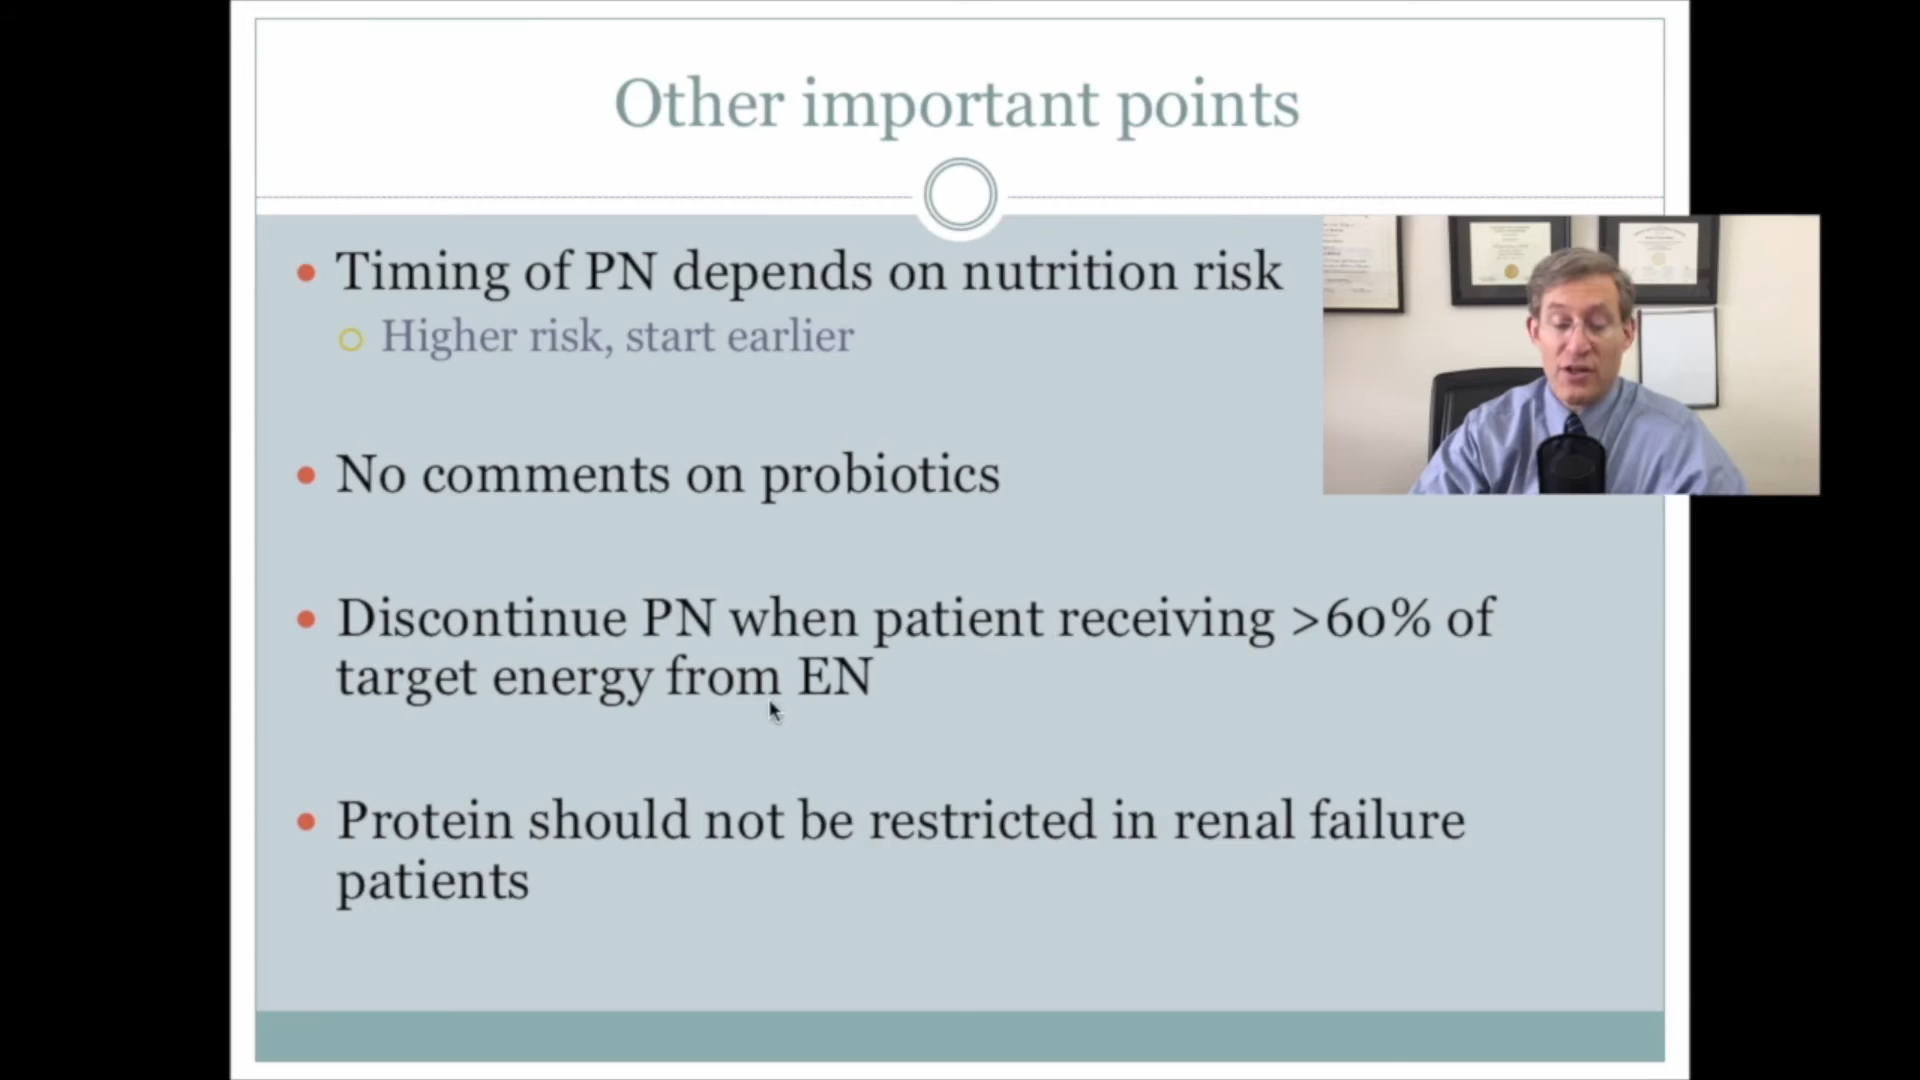 Other important points
Timing of PN depends on nutrition risk
Higher risk, start earlier
No comments on probiotics
Discontinue PN when patient receiving >60% of
target energy from EN
Protein should not be restricted in renal failure
patients